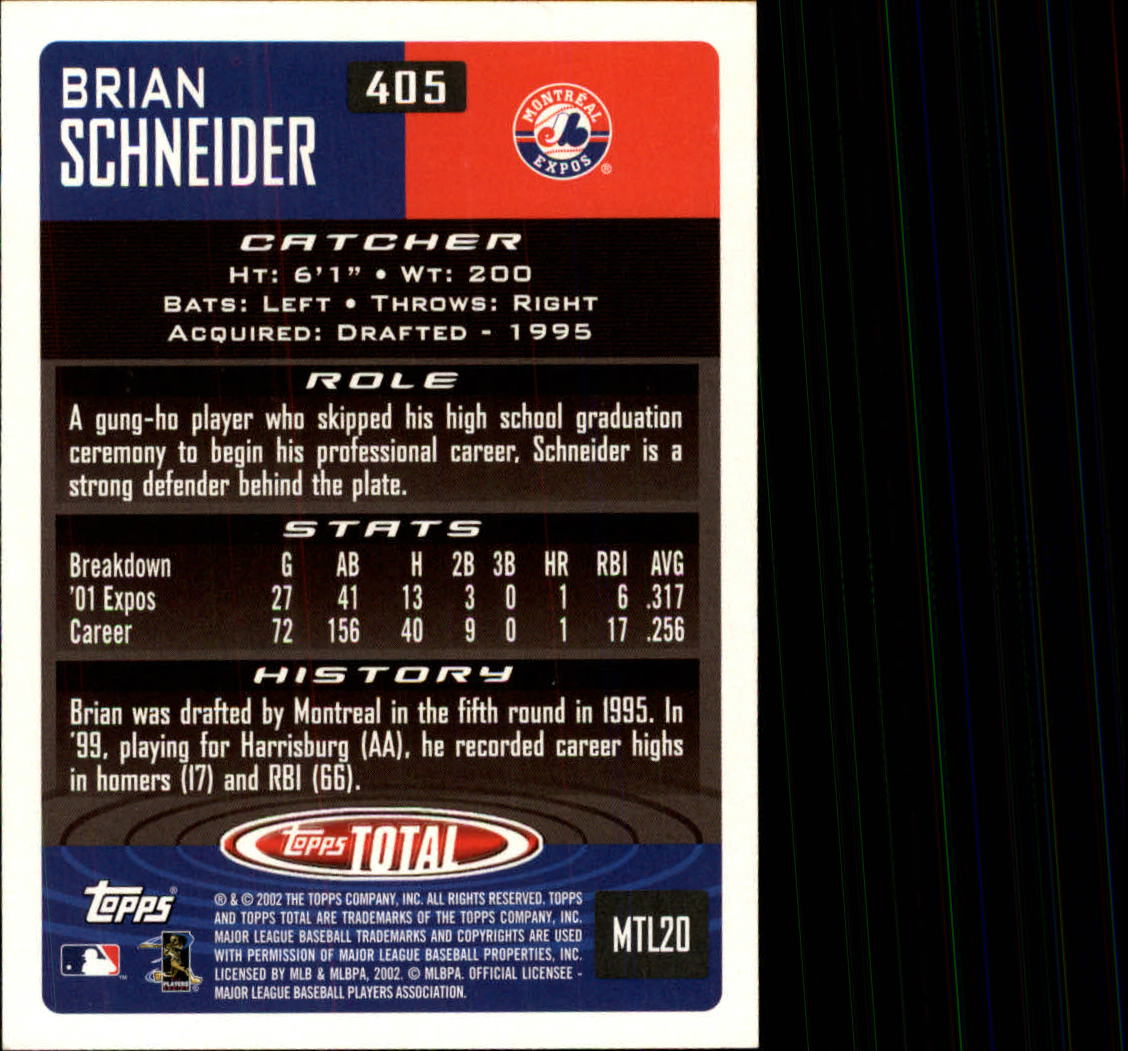 BRIAN
SCHNEIDER
405
MONTRÉAL
EXPOS
®
CATCHER
HT: 6'1" • WT: 200
BATS: LEFT • THROWS: RIGHT
ACQUIRED: DRAFTED - 1995
ROLE
A gung-ho player who skipped his high school graduation
ceremony to begin his professional career, Schneider is a
strong defender behind the plate.
STATS
Breakdown G AB H 2B 3B HR RBI AVG
'01 Expos 27 41 13 3 0 1 6 .317
Career 72 156 40 9 0 1 17 .256
HISTORY
Brian was drafted by Montreal in the fifth round in 1995. In
'99, playing for Harrisburg (AA), he recorded career highs
in homers (17) and RBI (66).
Topps TOTAL
Topps ®
® & © 2002 THE TOPPS COMPANY, INC. ALL RIGHTS RESERVED. TOPPS
AND TOPPS TOTAL ARE TRADEMARKS OF THE TOPPS COMPANY, INC.
MAJOR LEAGUE BASEBALL TRADEMARKS AND COPYRIGHTS ARE USED
WITH PERMISSION OF MAJOR LEAGUE BASEBALL PROPERTIES, INC.
LICENSED BY MLB & MLBPA, 2002. © MLBPA. OFFICIAL LICENSEE -
MAJOR LEAGUE BASEBALL PLAYERS ASSOCIATION.
MTL20
TM
PLAYERS